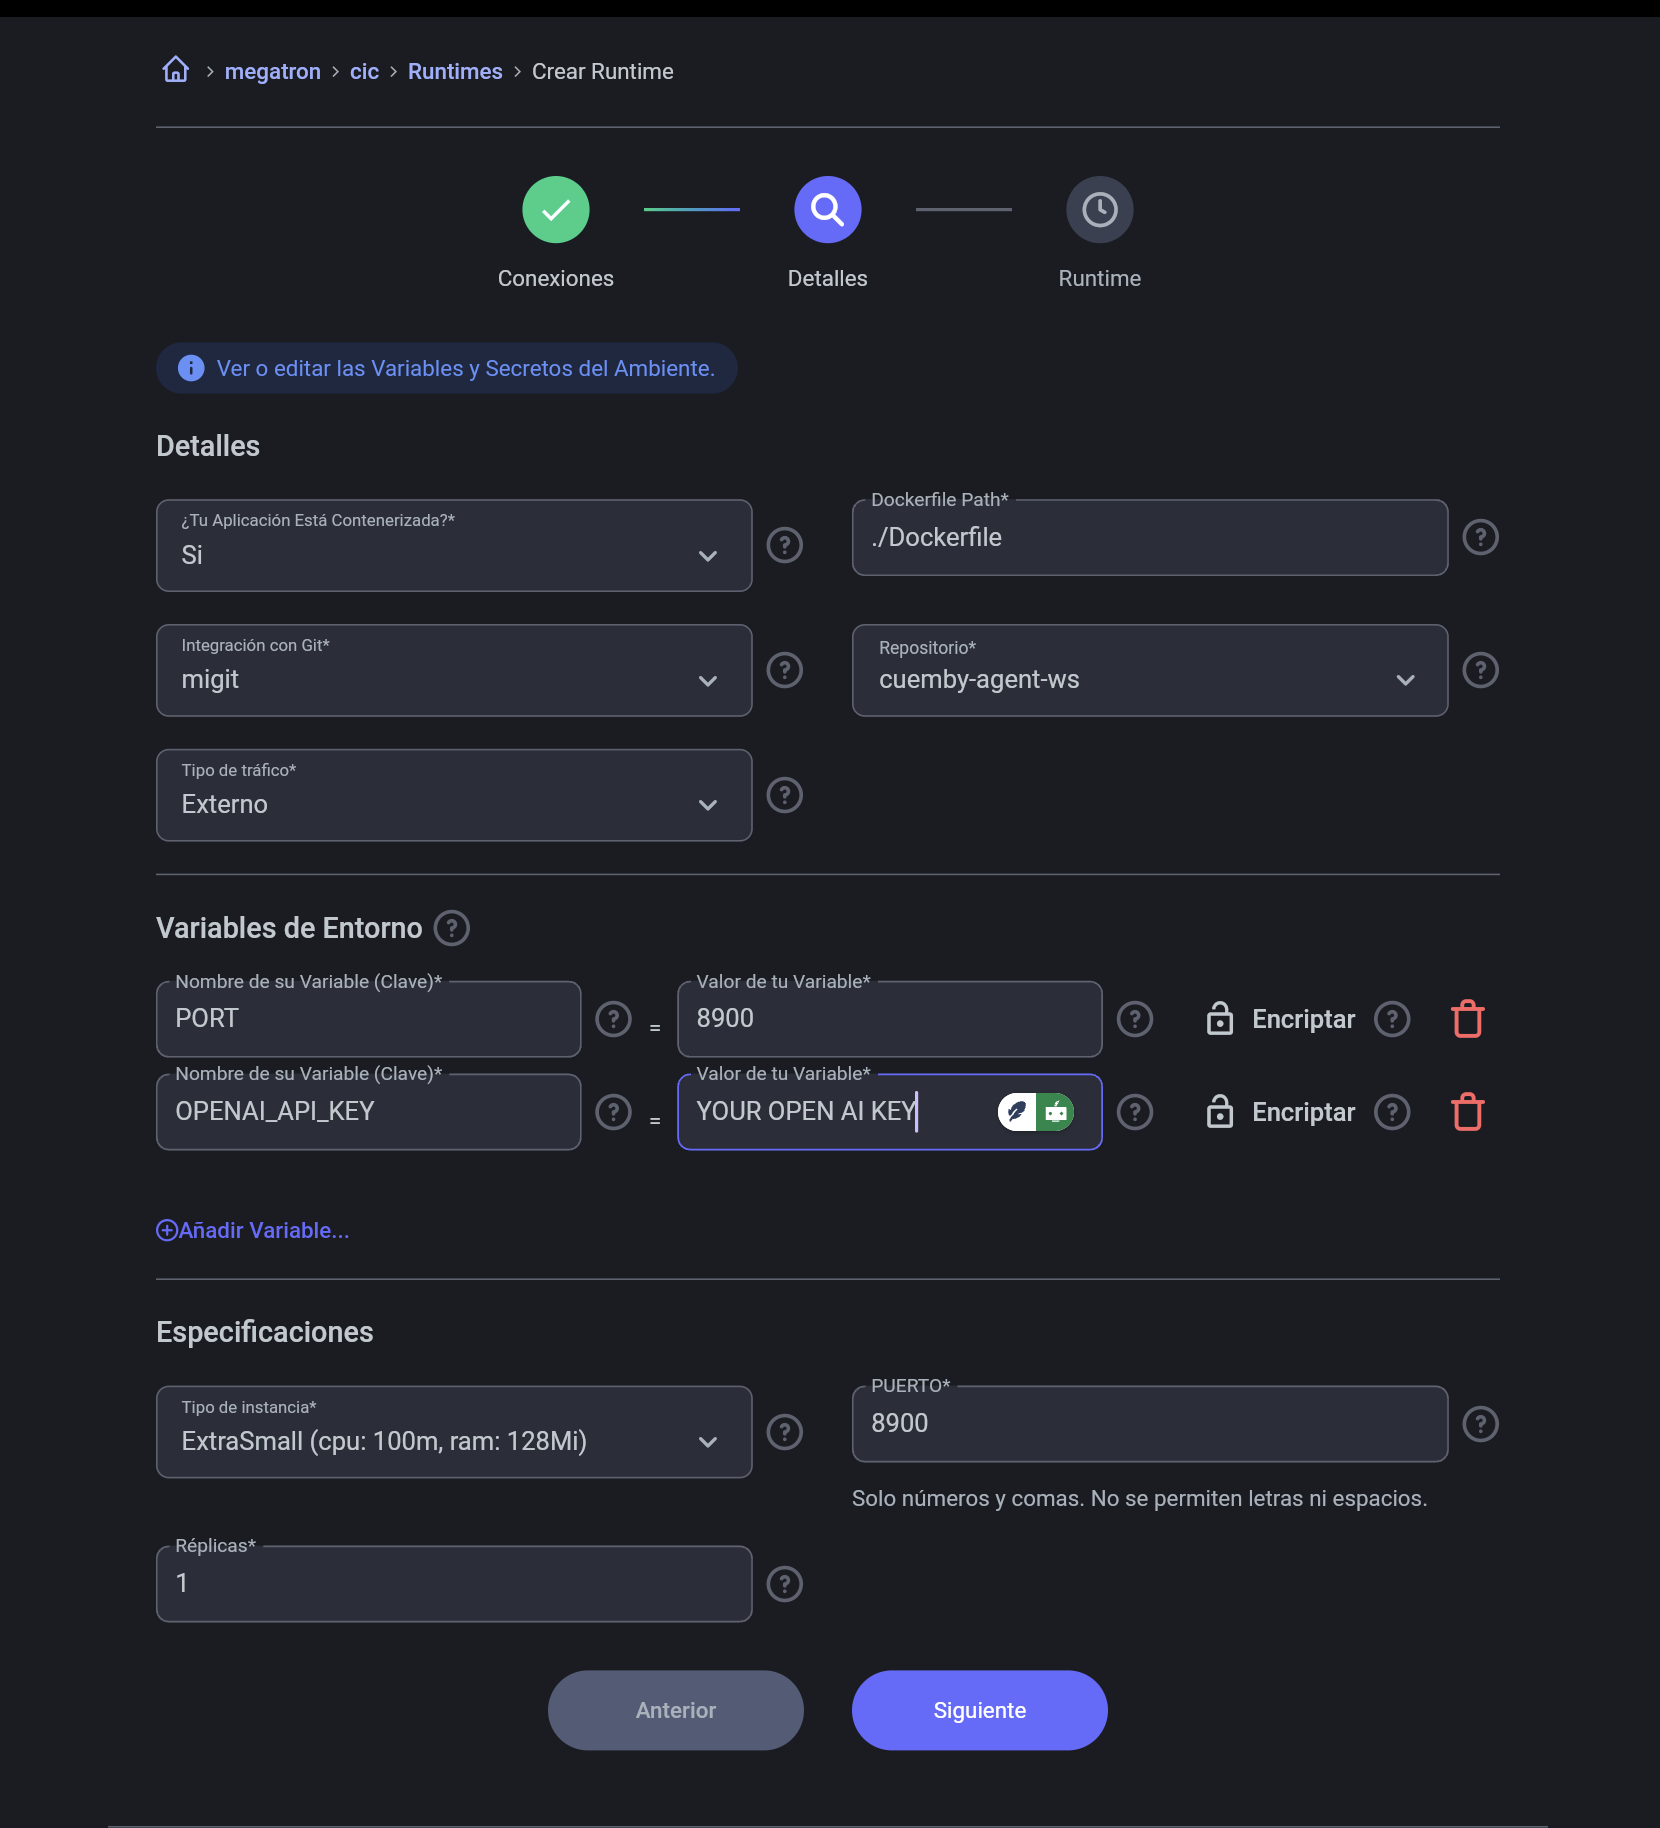 megatron > cic > Runtimes > Crear Runtime
Conexiones
Detalles
Runtime
Ver o editar las Variables y Secretos del Ambiente.
Detalles
¿Tu Aplicación Está Contenerizada?*
Si
Dockerfile Path*
./Dockerfile
Integración con Git*
migit
Repositorio*
cuemby-agent-ws
Tipo de tráfico*
Externo
Variables de Entorno
Nombre de su Variable (Clave)*
PORT
=
Valor de tu Variable*
8900
Encriptar
Nombre de su Variable (Clave)*
OPENAI_API_KEY
=
Valor de tu Variable*
YOUR OPEN AI KEY
Encriptar
Añadir Variable...
Especificaciones
Tipo de instancia*
ExtraSmall (cpu: 100m, ram: 128Mi)
PUERTO*
8900
Solo números y comas. No se permiten letras ni espacios.
Réplicas*
1
Anterior
Siguiente